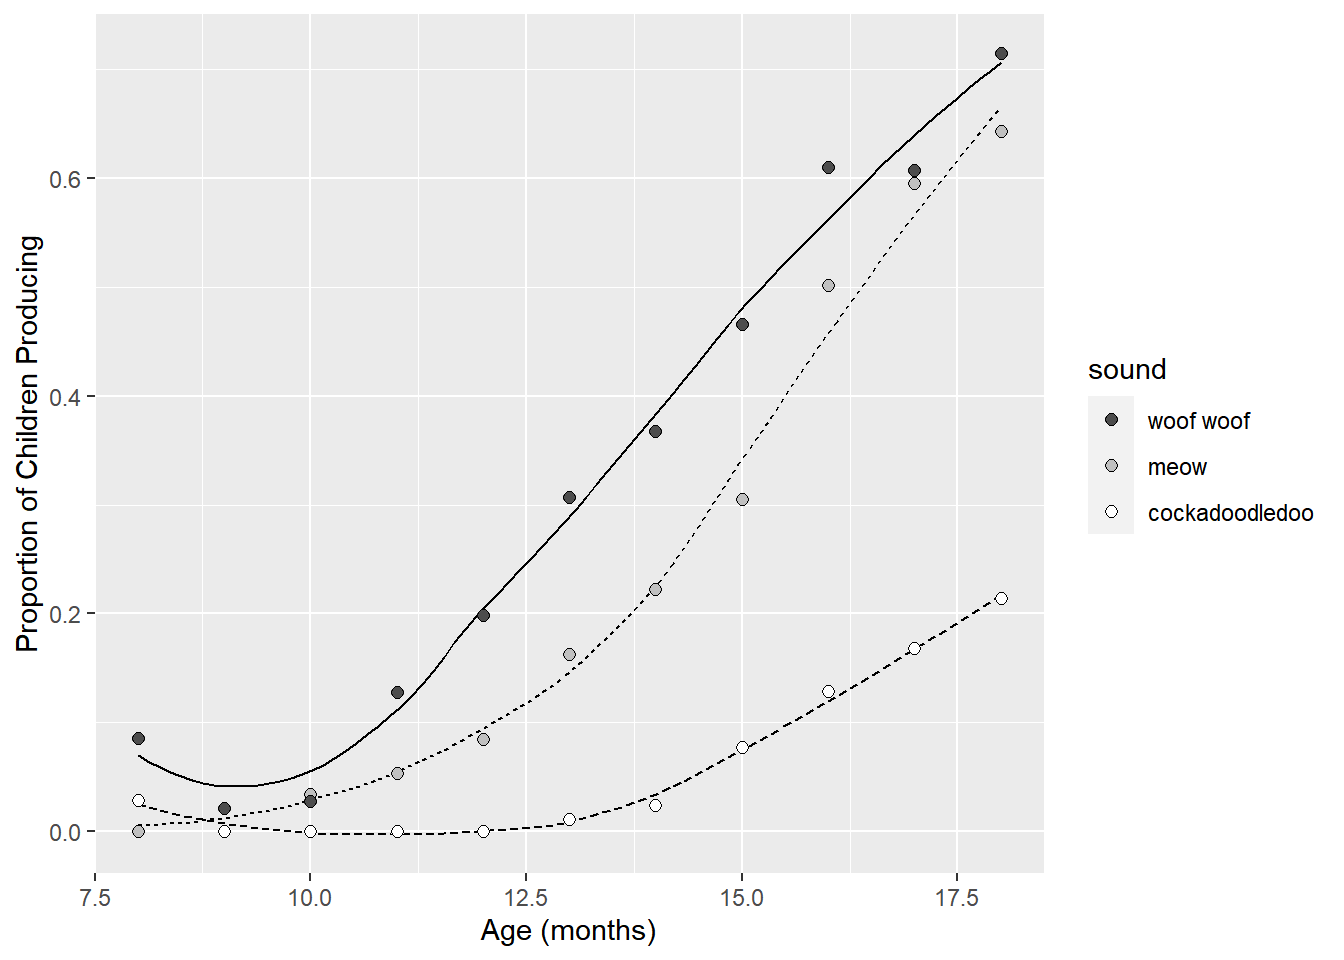 Proportion of Children Producing
0.6
0.4
0.2
0.0
7.5 10.0 12.5 15.0 17.5
Age (months)
sound
woof woof
meow
cockadoodledoo